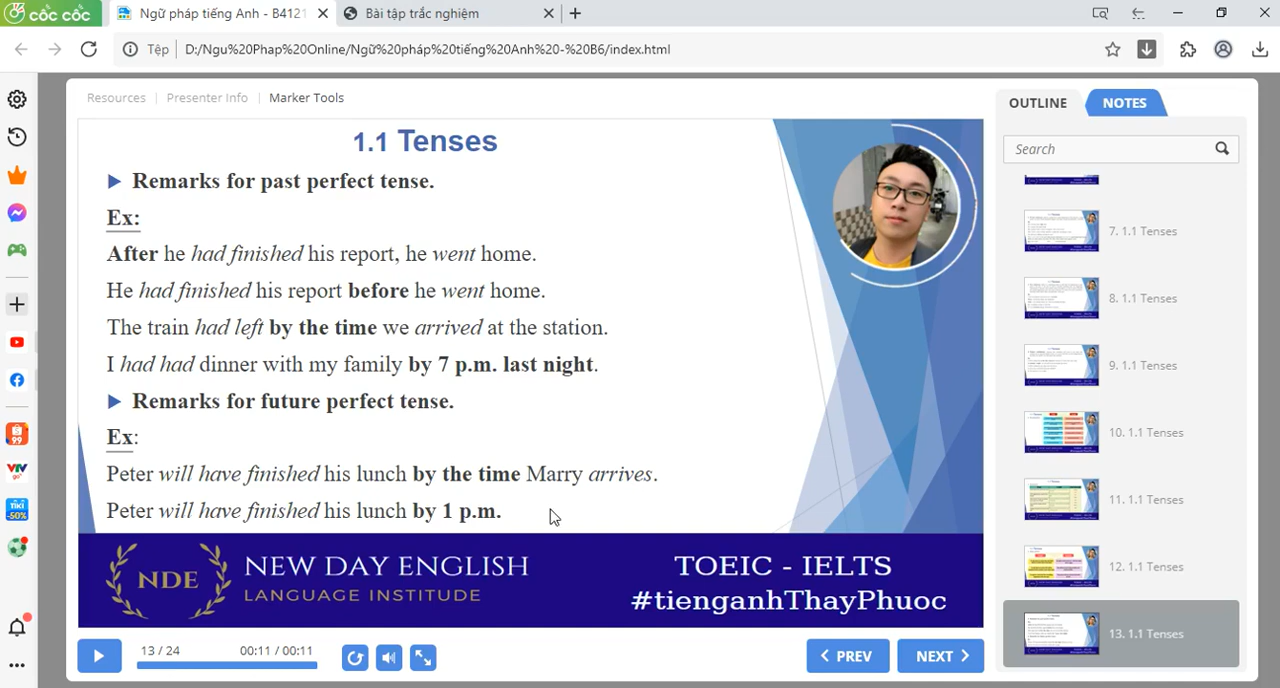 cốc cốc
Ngữ pháp tiếng Anh - B4121
Bài tập trắc nghiệm
Tệp
D:/Ngu%20Phap%20Online/Ngữ%20pháp%20tiếng%20Anh%20-%20B6/index.html
Resources
Presenter Info
Marker Tools
OUTLINE
NOTES
Search
1.1 Tenses
Remarks for past perfect tense.
Ex:
After he had finished his report, he went home.
He had finished his report before he went home.
The train had left by the time we arrived at the station.
I had had dinner with my family by 7 p.m. last night.
Remarks for future perfect tense.
Ex:
Peter will have finished his lunch by the time Marry arrives.
Peter will have finished his lunch by 1 p.m.
NDE
NEW DAY ENGLISH
LANGUAGE INSTITUDE
TOEIC - IELTS
#tienganhThayPhuoc
7. 1.1 Tenses
8. 1.1 Tenses
9. 1.1 Tenses
10. 1.1 Tenses
11. 1.1 Tenses
12. 1.1 Tenses
13. 1.1 Tenses
13 / 24
00:11 / 00:11
PREV
NEXT
VTV
go
TIKI
-50%